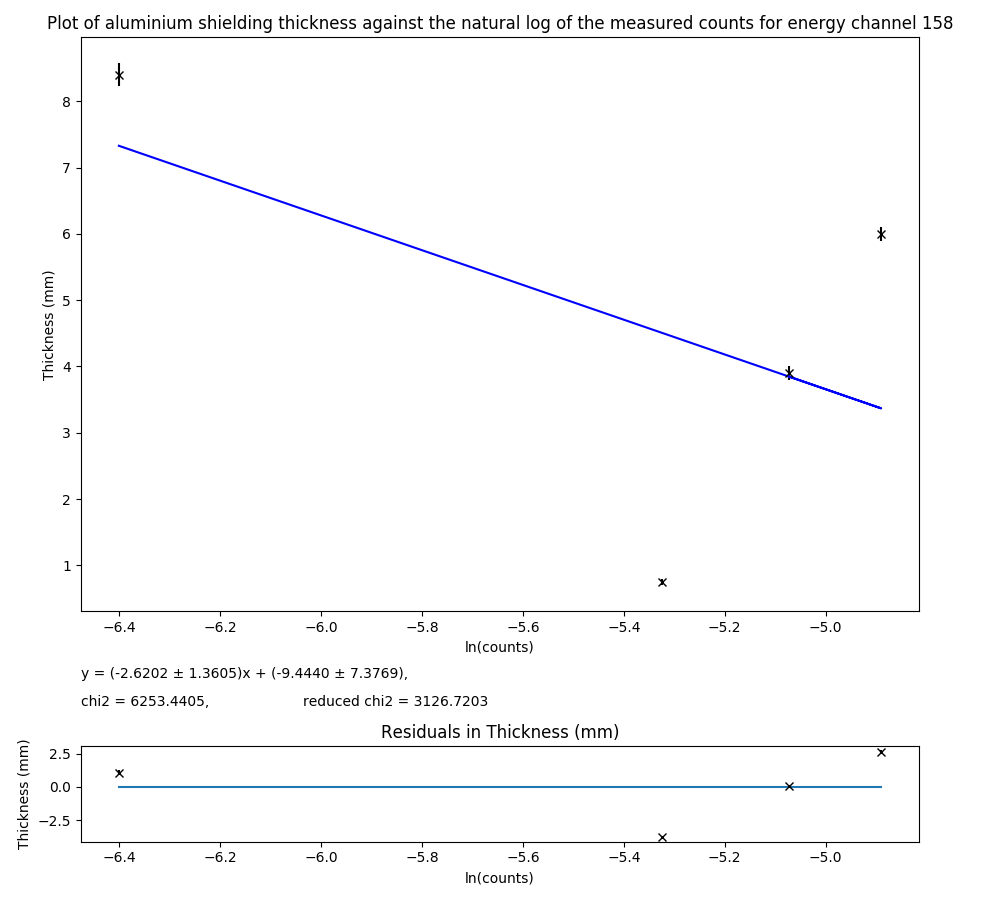 Plot of aluminium shielding thickness against the natural log of the measured counts for energy channel 158
Thickness (mm)
8
7
6
5
4
3
2
1
−6.4 −6.2 −6.0 −5.8 −5.6 −5.4 −5.2 −5.0
ln(counts)
y = (-2.6202 ± 1.3605)x + (-9.4440 ± 7.3769),
chi2 = 6253.4405, reduced chi2 = 3126.7203
Residuals in Thickness (mm)
Thickness (mm)
2.5
0.0
−2.5
−6.4 −6.2 −6.0 −5.8 −5.6 −5.4 −5.2 −5.0
ln(counts)